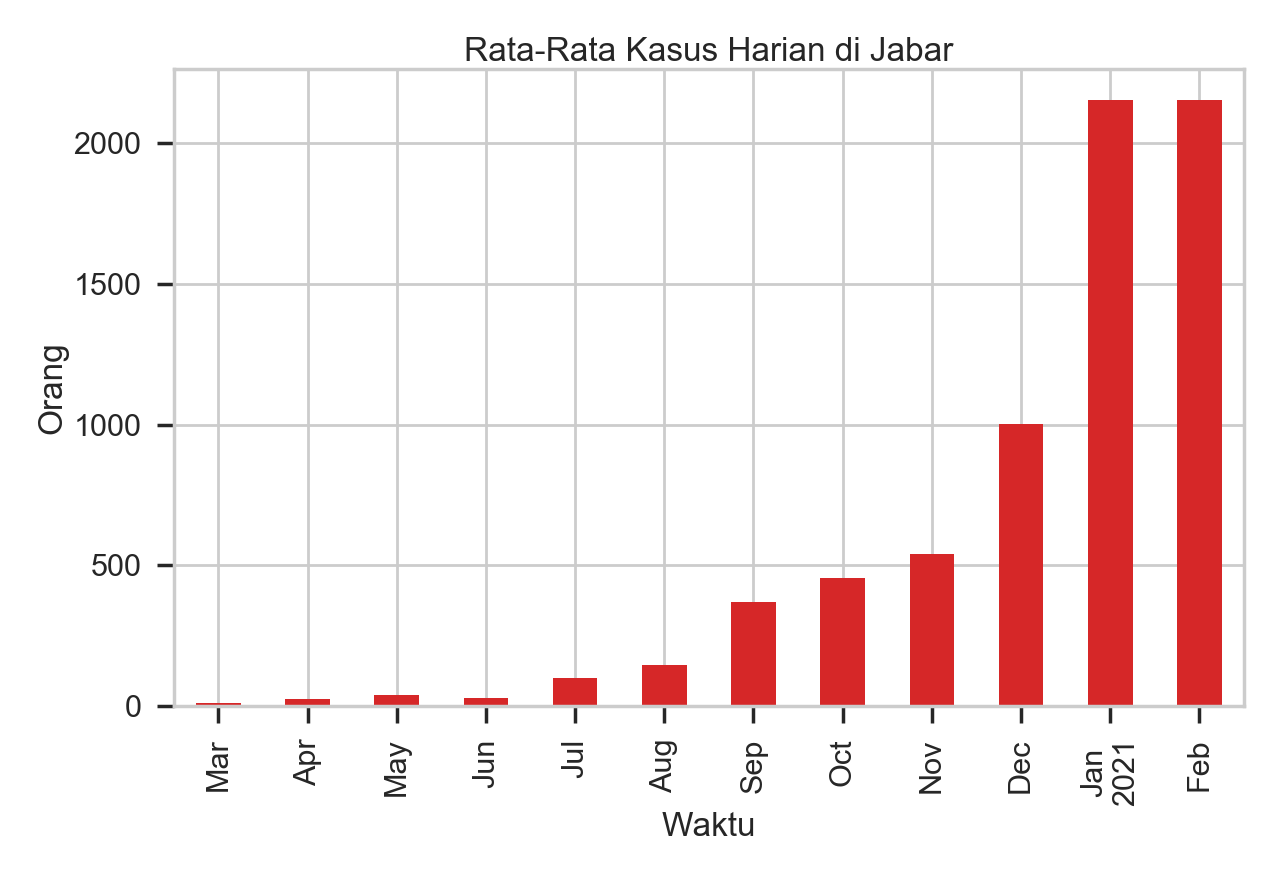 Rata-Rata Kasus Harian di Jabar
Orang
2000
1500
1000
500
0
Mar
Apr
May
Jun
Jul
Aug
Sep
Oct
Nov
Dec
Jan
2021
Feb
Waktu